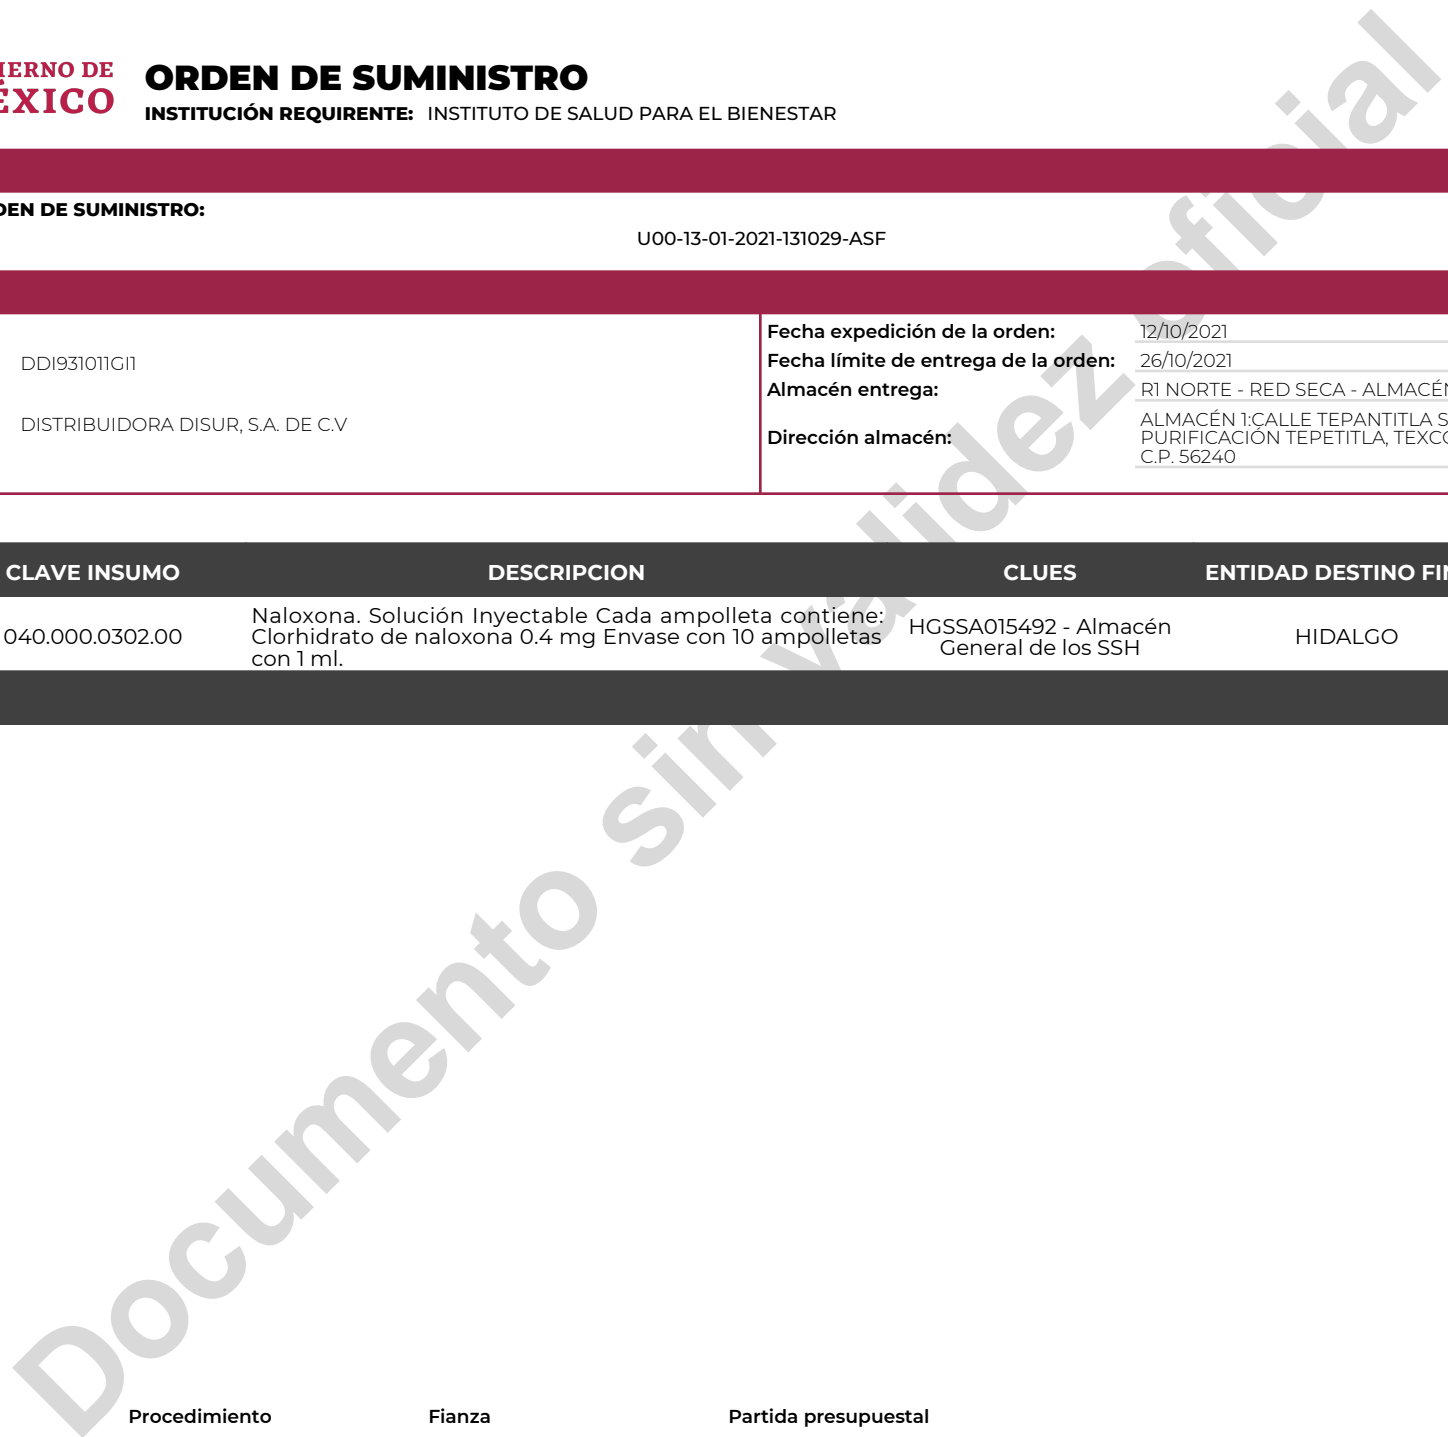 IERNO DE
ÉXICO
ORDEN DE SUMINISTRO
INSTITUCIÓN REQUIRENTE: INSTITUTO DE SALUD PARA EL BIENESTAR
DEN DE SUMINISTRO:
U00-13-01-2021-131029-ASF
DDI931011GI1
DISTRIBUIDORA DISUR, S.A. DE C.V
Fecha expedición de la orden: 12/10/2021
Fecha límite de entrega de la orden: 26/10/2021
Almacén entrega: R1 NORTE - RED SECA - ALMACÉN
Dirección almacén: ALMACÉN 1:CALLE TEPANTITLA S
PURIFICACIÓN TEPETITLA, TEXCO
C.P. 56240
CLAVE INSUMO DESCRIPCION CLUES ENTIDAD DESTINO FIN
040.000.0302.00
Naloxona. Solución Inyectable Cada ampolleta contiene:
Clorhidrato de naloxona 0.4 mg Envase con 10 ampolletas
con 1 ml.
HGSSA015492 - Almacén
General de los SSH
HIDALGO
Documento sin validez oficial
Procedimiento Fianza Partida presupuestal